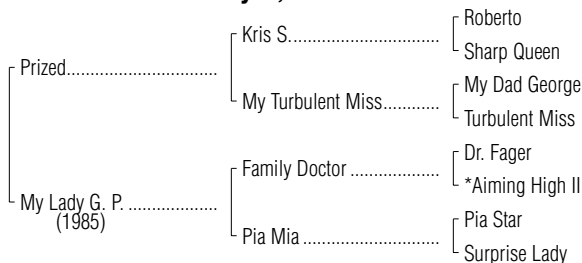 Roberto
Kris S.................................
Sharp Queen
Prized................................
My Dad George
My Turbulent Miss............
Turbulent Miss
Dr. Fager
Family Doctor ...................
*Aiming High II
My Lady G. P. ...................
(1985)
Pia Star
Pia Mia .............................
Surprise Lady